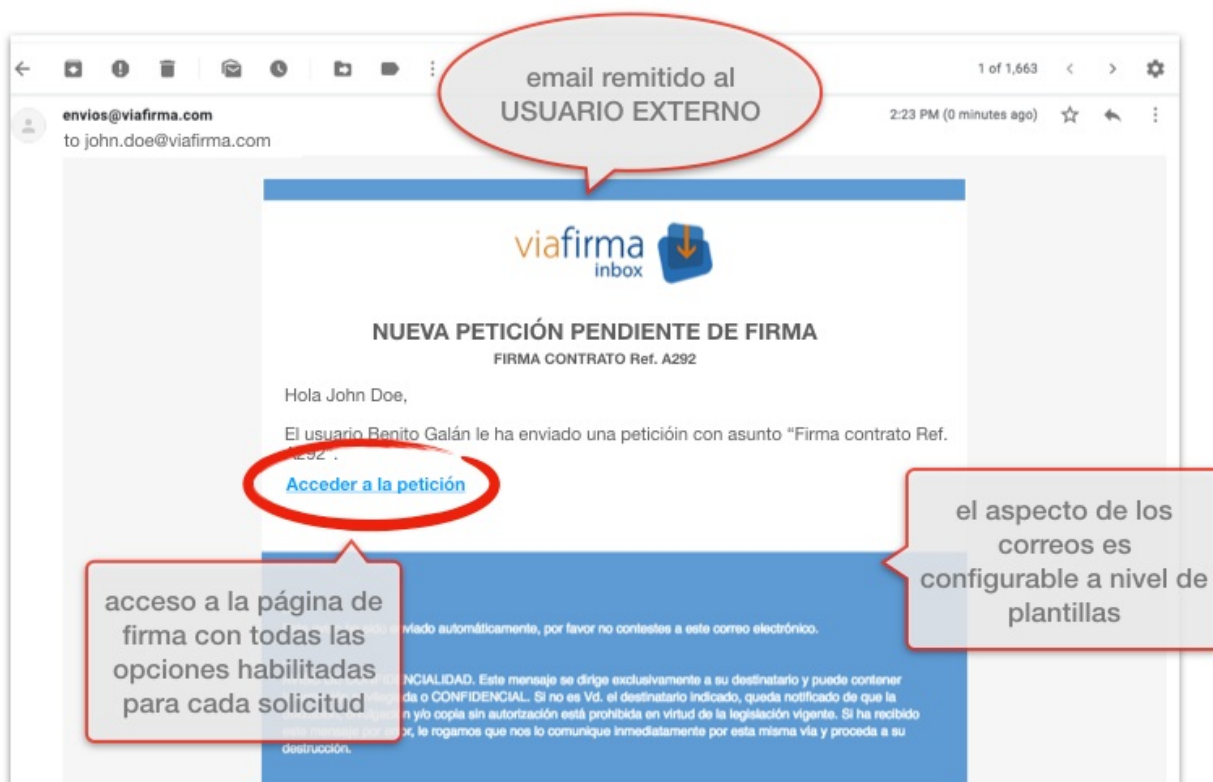 email remitido al
USUARIO EXTERNO
1 of 1,663
envios@viafirma.com
2:23 PM (0 minutes ago)
to john.doe@viafirma.com
viafirma
inbox
NUEVA PETICIÓN PENDIENTE DE FIRMA
FIRMA CONTRATO Ref. A292
Hola John Doe,
El usuario Benito Galán le ha enviado una peticióin con asunto “Firma contrato Ref.
A292”.
Acceder a la petición
el aspecto de los
correos es
configurable a nivel de
plantillas
acceso a la página de
firma con todas las
opciones habilitadas
para cada solicitud
enviado automáticamente, por favor no contestes a este correo electrónico.
CONFIDENCIALIDAD. Este mensaje se dirige exclusivamente a su destinatario y puede contener
o CONFIDENCIAL. Si no es Vd. el destinatario indicado, queda notificado de que la
y/o copia sin autorización está prohibida en virtud de la legislación vigente. Si ha recibido
este mensaje por error, le rogamos que nos lo comunique inmediatamente por esta misma vía y proceda a su
destrucción.